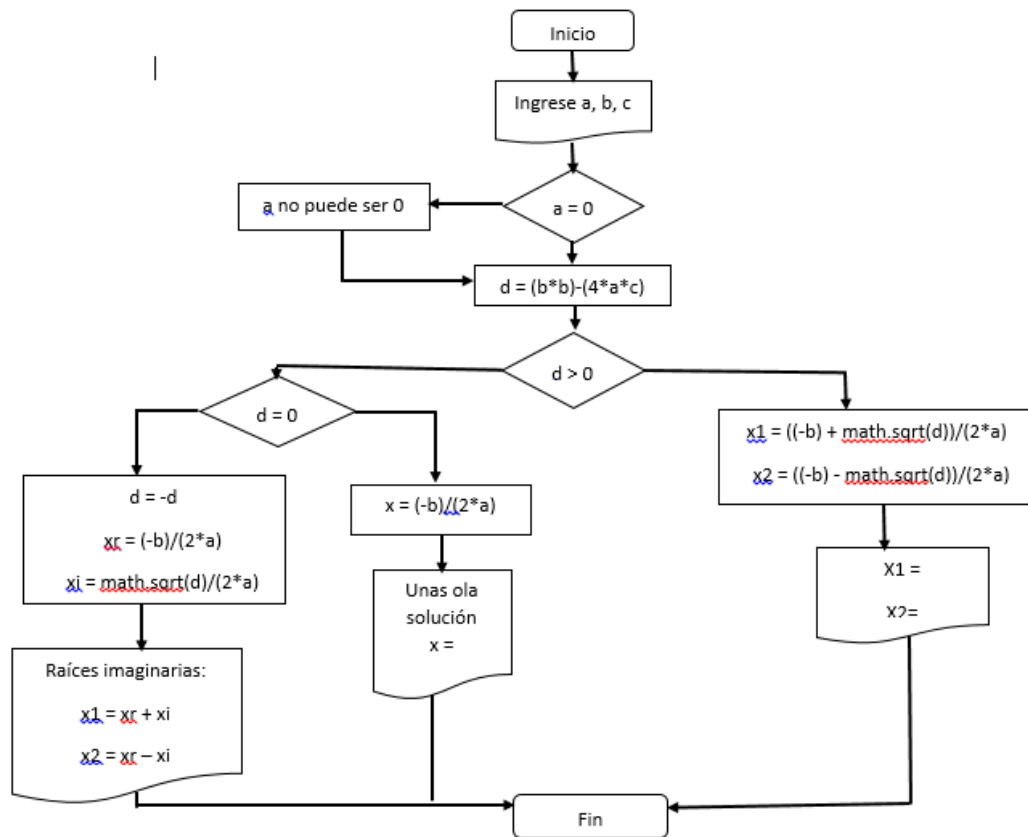 Inicio
Ingrese a, b, c
a = 0
a no puede ser 0
d = (b*b)-(4*a*c)
d > 0
d = 0
d = -d
xr = (-b)/(2*a)
xi = math.sqrt(d)/(2*a)
Raíces imaginarias:
x1 = xr + xi
x2 = xr – xi
x = (-b)/(2*a)
Unas ola
solución
x =
x1 = ((-b) + math.sqrt(d))/(2*a)
x2 = ((-b) - math.sqrt(d))/(2*a)
X1 =
X2=
Fin